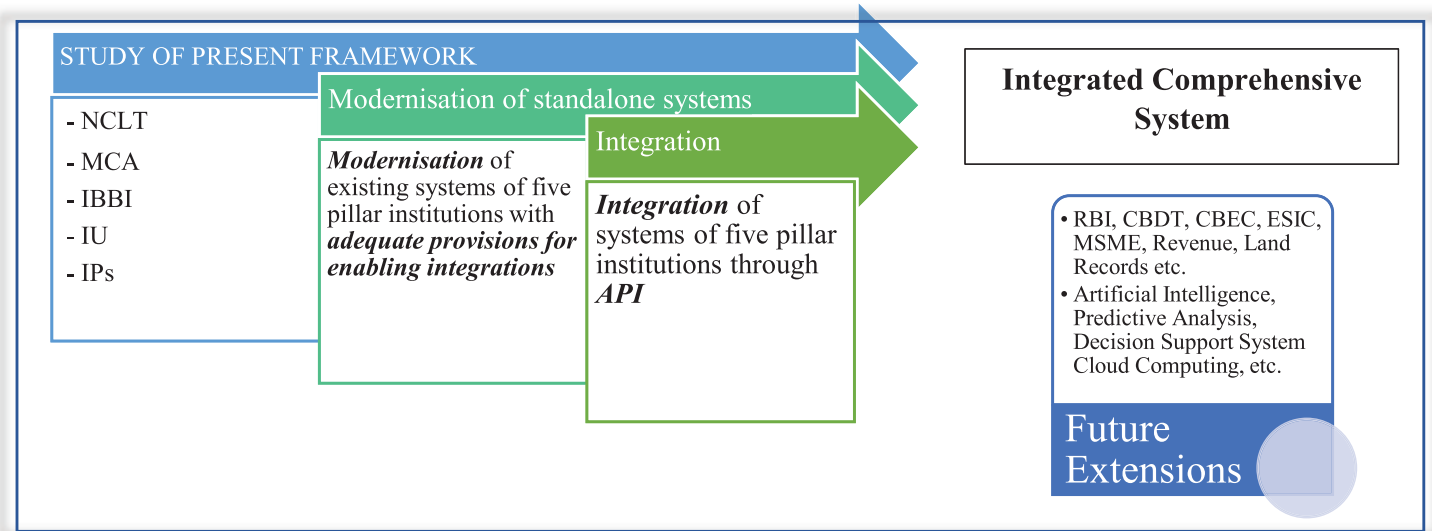 STUDY OF PRESENT FRAMEWORK
- NCLT
- MCA
- IBBI
- IU
- IPs
Modernisation of standalone systems
Modernisation of
existing systems of five
pillar institutions with
adequate provisions for
enabling integrations
Integration
Integration of
systems of five pillar
institutions through
API
Integrated Comprehensive
System
• RBI, CBDT, CBEC, ESIC,
MSME, Revenue, Land
Records etc.
• Artificial Intelligence,
Predictive Analysis,
Decision Support System
Cloud Computing, etc.
Future
Extensions